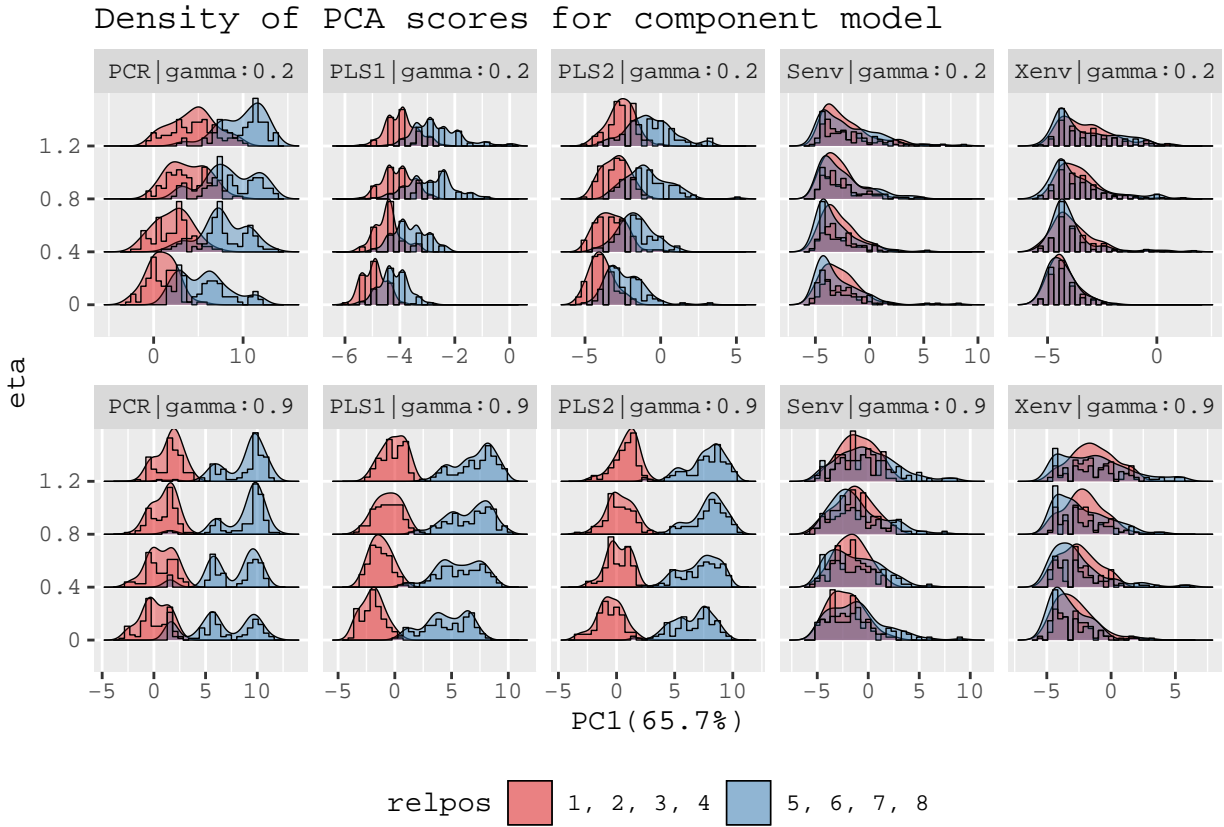 Density of PCA scores for component model
PCR|gamma:0.2 PLS1|gamma:0.2 PLS2|gamma:0.2 Senv|gamma:0.2 Xenv|gamma:0.2
1.2
0.8
0.4
0
0 10 -6 -4 -2 0 0 5 -5 0 5 10 -5 0
eta
PCR|gamma:0.9 PLS1|gamma:0.9 PLS2|gamma:0.9 Senv|gamma:0.9 Xenv|gamma:0.9
1.2
0.8
0.4
0
-5 0 5 10 -5 0 5 10 -5 0 5 10 -5 0 5 10 -5 0 5
PC1(65.7%)
relpos 1, 2, 3, 4 5, 6, 7, 8